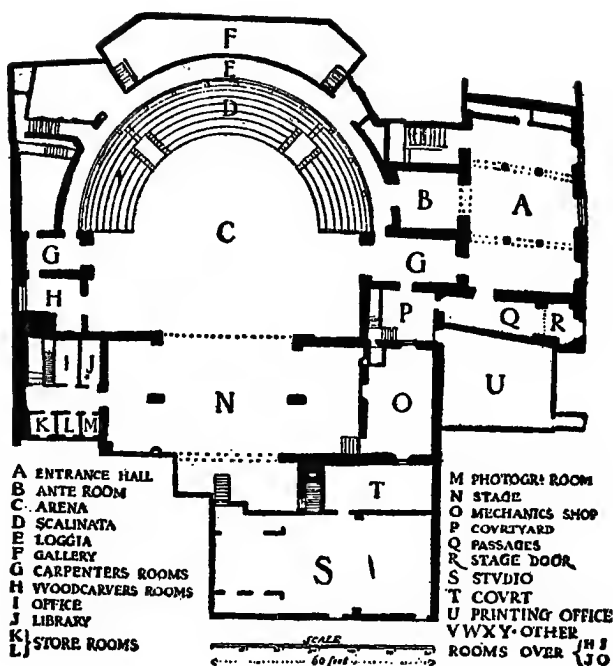 F
E
D
C
B
A
G
G
H
P
Q
R
I
J
U
N
O
K
L
M
T
S
A ENTRANCE HALL
B ANTE ROOM
C ARENA
D SCALINATA
E LOGGIA
F GALLERY
G CARPENTERS ROOMS
H WOODCARVERS ROOMS
I OFFICE
J LIBRARY
K } STORE ROOMS
L
M PHOTOGR: ROOM
N STAGE
O MECHANICS SHOP
P COVRTYARD
Q PASSAGES
R STAGE DOOR
S STVDIO
T COVRT
U PRINTING OFFICE
V W X Y · OTHER
ROOMS OVER { H S
J O
SCALE
60 feet